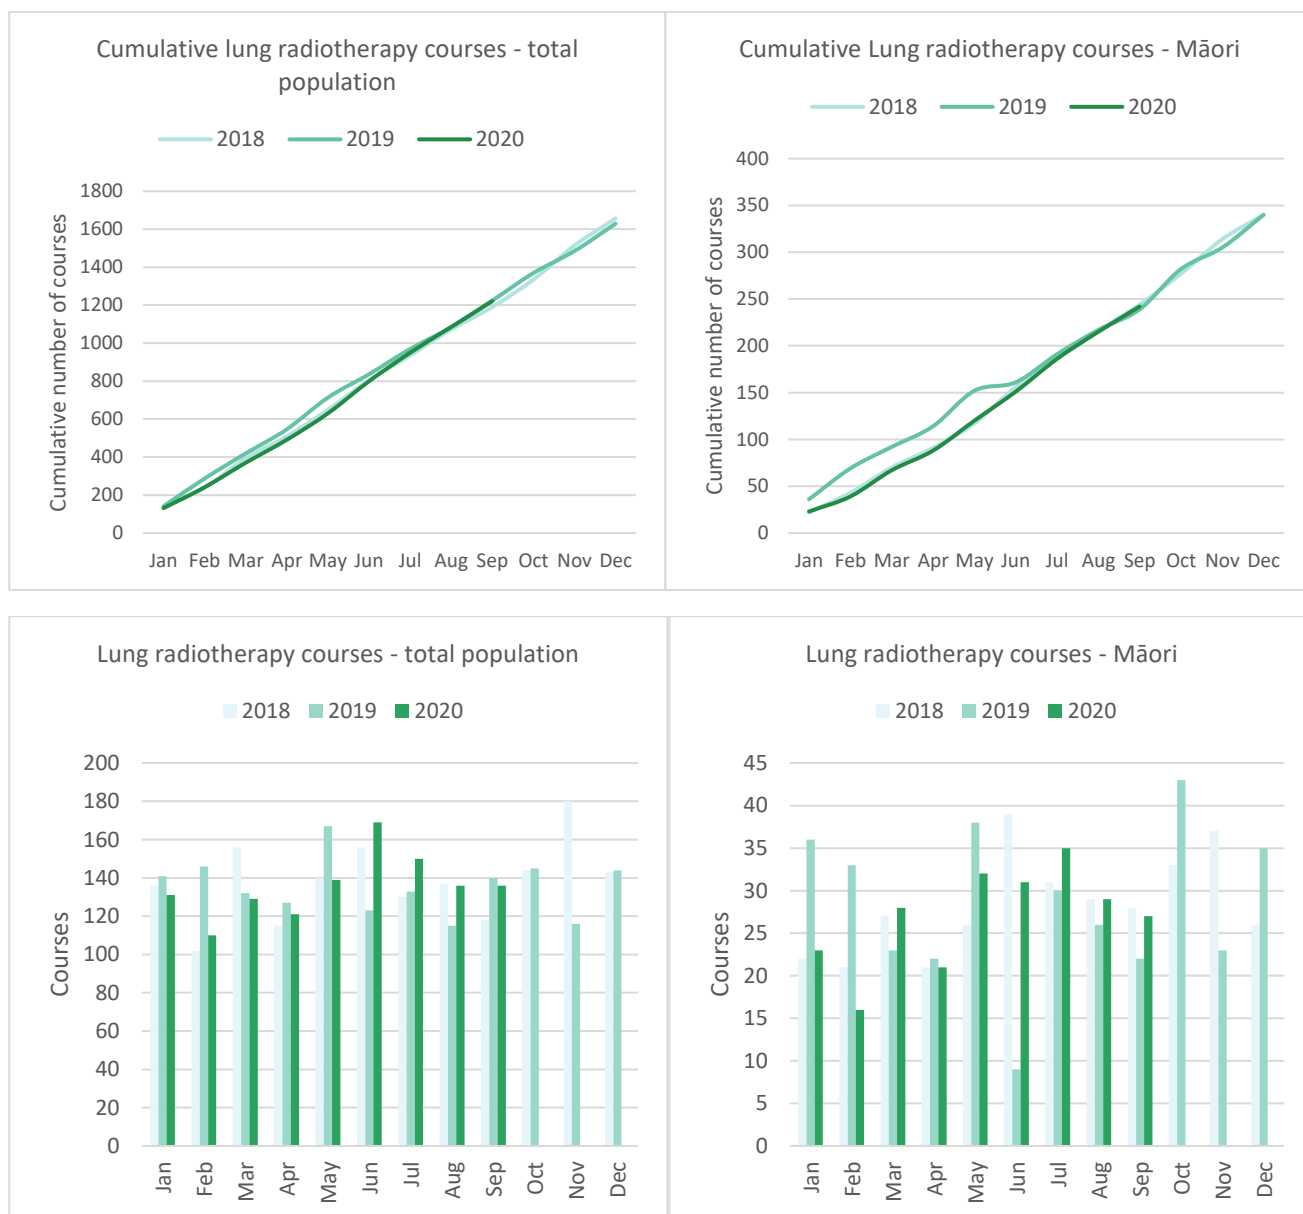 Cumulative lung radiotherapy courses - total
population
2018 2019 2020
1800
1600
1400
1200
1000
800
600
400
200
0
Cumulative number of courses
Jan Feb Mar Apr May Jun Jul Aug Sep Oct Nov Dec
Cumulative Lung radiotherapy courses - Māori
2018 2019 2020
400
350
300
250
200
150
100
50
0
Cumulative number of courses
Jan Feb Mar Apr May Jun Jul Aug Sep Oct Nov Dec
Lung radiotherapy courses - total population
2018 2019 2020
200
180
160
140
120
100
80
60
40
20
0
Courses
Jan Feb Mar Apr May Jun Jul Aug Sep Oct Nov Dec
Lung radiotherapy courses - Māori
2018 2019 2020
45
40
35
30
25
20
15
10
5
0
Courses
Jan Feb Mar Apr May Jun Jul Aug Sep Oct Nov Dec